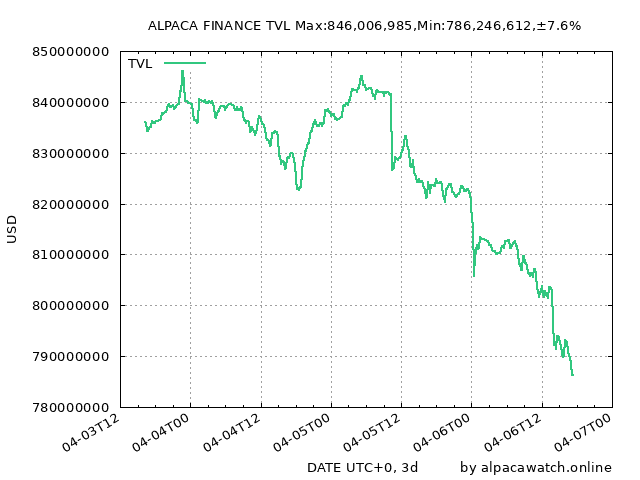 ALPACA FINANCE TVL Max:846,006,985,Min:786,246,612,±7.6%
TVL
850000000
840000000
830000000
820000000
810000000
800000000
790000000
780000000
USD
04-03T12
04-04T00
04-04T12
04-05T00
04-05T12
04-06T00
04-06T12
04-07T00
DATE UTC+0, 3d
by alpacawatch.online